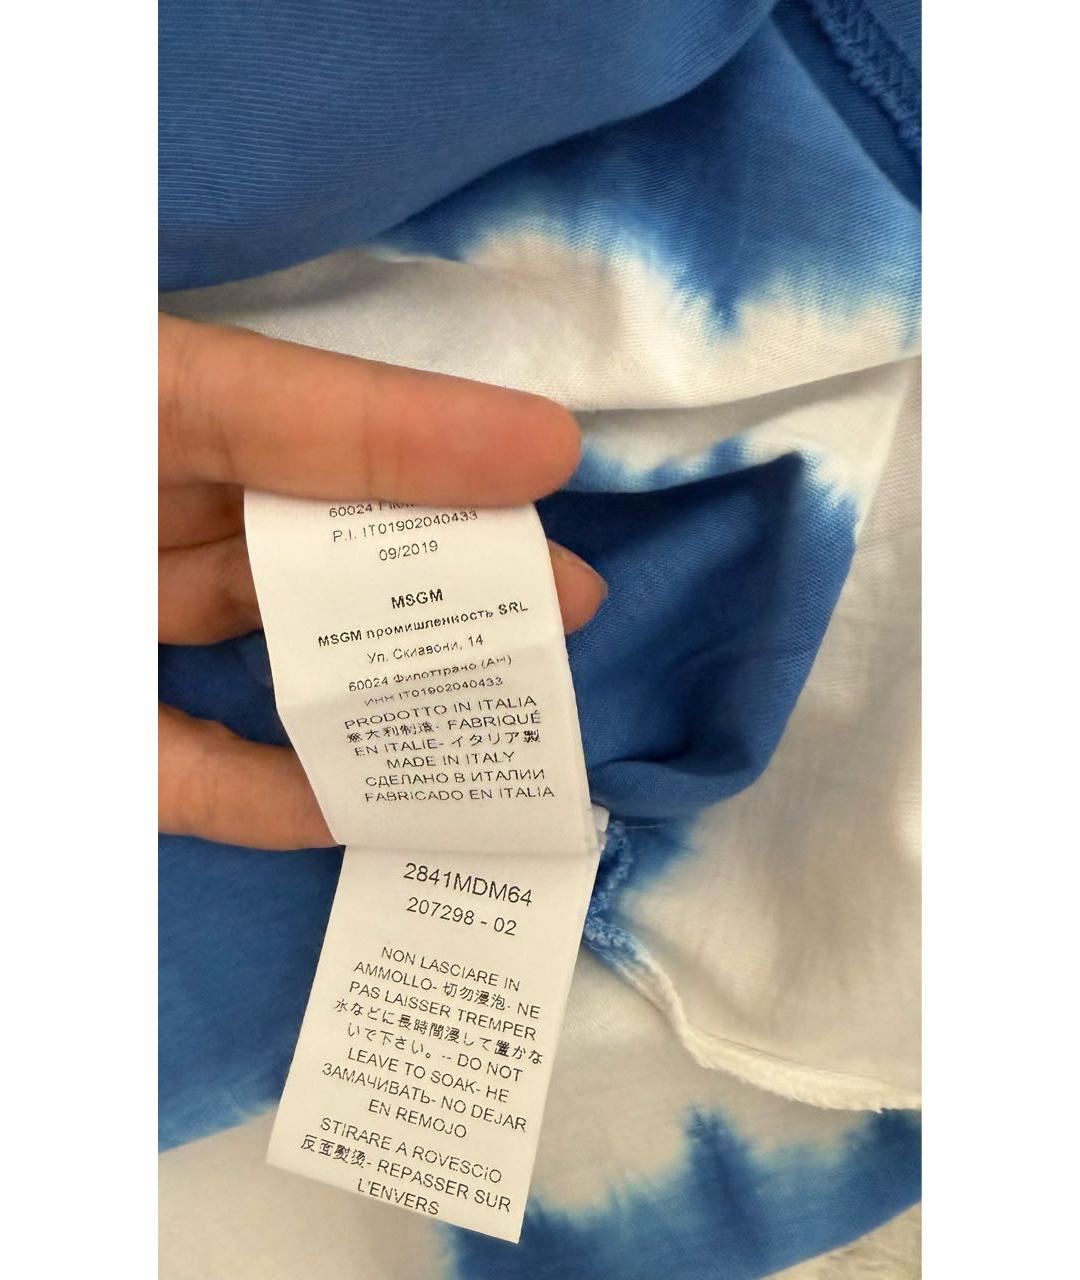 60024
P.I. IT01902040433
09/2019
MSGM
MSGM промишленкость SRL
Ул. Скиавони, 14
60024 Филоттрано (АН)
ИНН IT01902040433
PRODOTTO IN ITALIA
意大利制造- FABRIQUÉ
EN ITALIE- イタリア製
MADE IN ITALY
СДЕЛАНО В ИТАЛИИ
FABRICADO EN ITALIA
2841MDM64
207298 - 02
NON LASCIARE IN
AMMOLLO- 切勿浸泡- NE
PAS LAISSER TREMPER
水などに長時間浸して置かな
いで下さい。-- DO NOT
LEAVE TO SOAK- НЕ
ЗАМАЧИВАТЬ- NO DEJAR
EN REMOJO
STIRARE A ROVESCIO
反面熨烫- REPASSER SUR
L'ENVERS